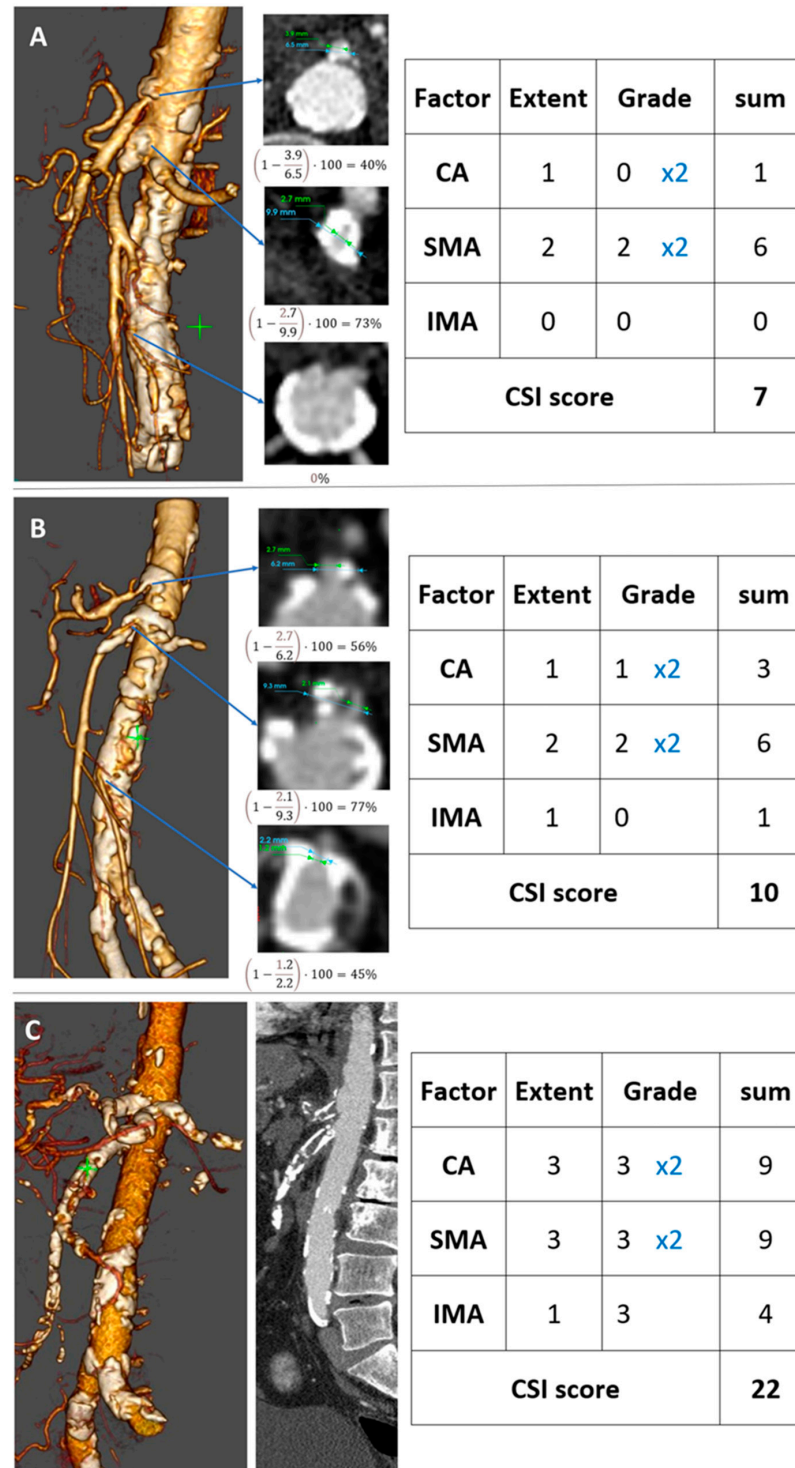 A
3.9 mm
6.5 mm
(1 − 3.9/6.5) · 100 = 40%
2.7 mm
9.9 mm
(1 − 2.7/9.9) · 100 = 73%
0%
Factor Extent Grade sum
CA 1 0 x2 1
SMA 2 2 x2 6
IMA 0 0 0
CSI score 7
B
2.7 mm
6.2 mm
(1 − 2.7/6.2) · 100 = 56%
9.3 mm
2.1
(1 − 2.1/9.3) · 100 = 77%
2.2 mm
(1 − 1.2/2.2) · 100 = 45%
Factor Extent Grade sum
CA 1 1 x2 3
SMA 2 2 x2 6
IMA 1 0 1
CSI score 10
C
Factor Extent Grade sum
CA 3 3 x2 9
SMA 3 3 x2 9
IMA 1 3 4
CSI score 22